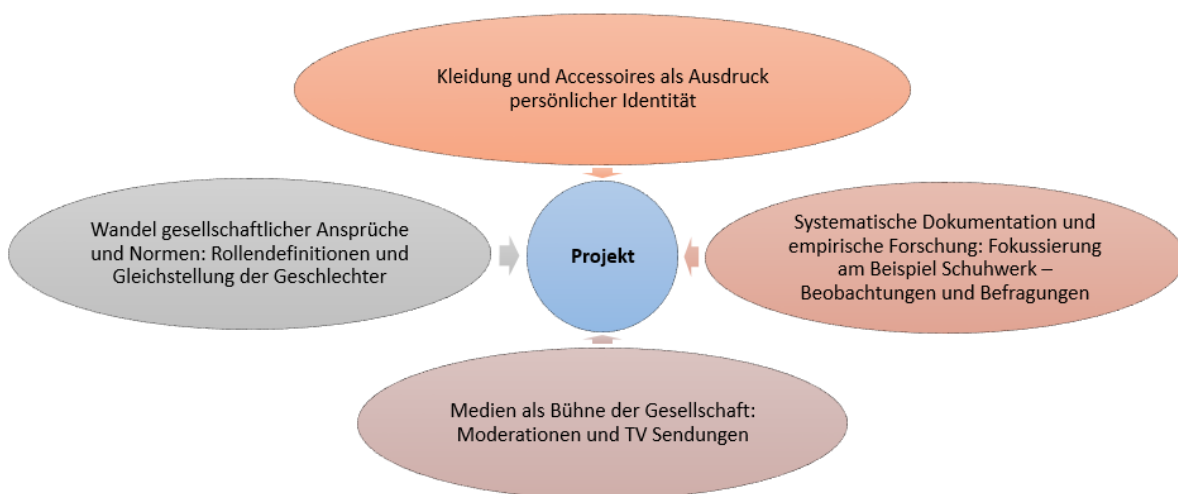 Kleidung und Accessoires als Ausdruck
persönlicher Identität
Wandel gesellschaftlicher Ansprüche
und Normen: Rollendefinitionen und
Gleichstellung der Geschlechter
Projekt
Systematische Dokumentation und
empirische Forschung: Fokussierung
am Beispiel Schuhwerk –
Beobachtungen und Befragungen
Medien als Bühne der Gesellschaft:
Moderationen und TV Sendungen